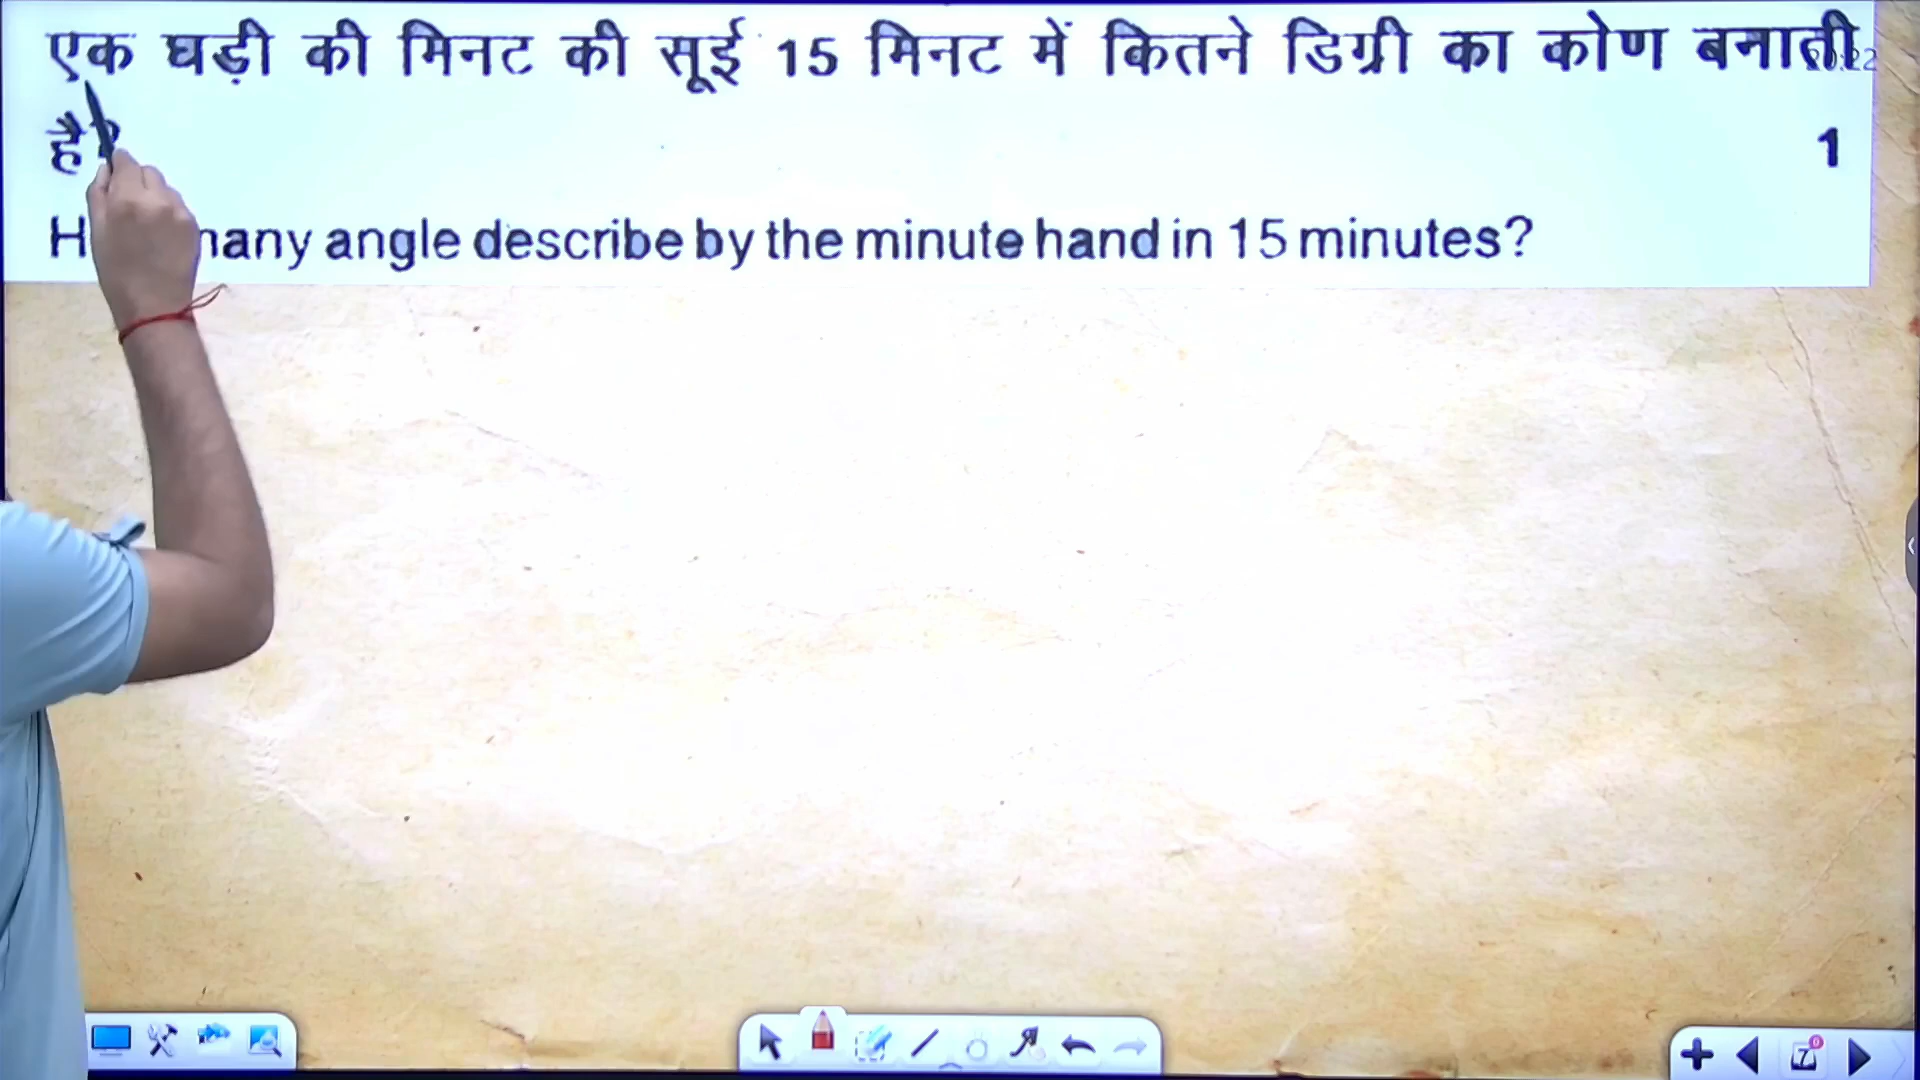 एक घड़ी की मिनट की सूई 15 मिनट में कितने डिग्री का कोण बनाती
है? 1
many angle describe by the minute hand in 15 minutes?